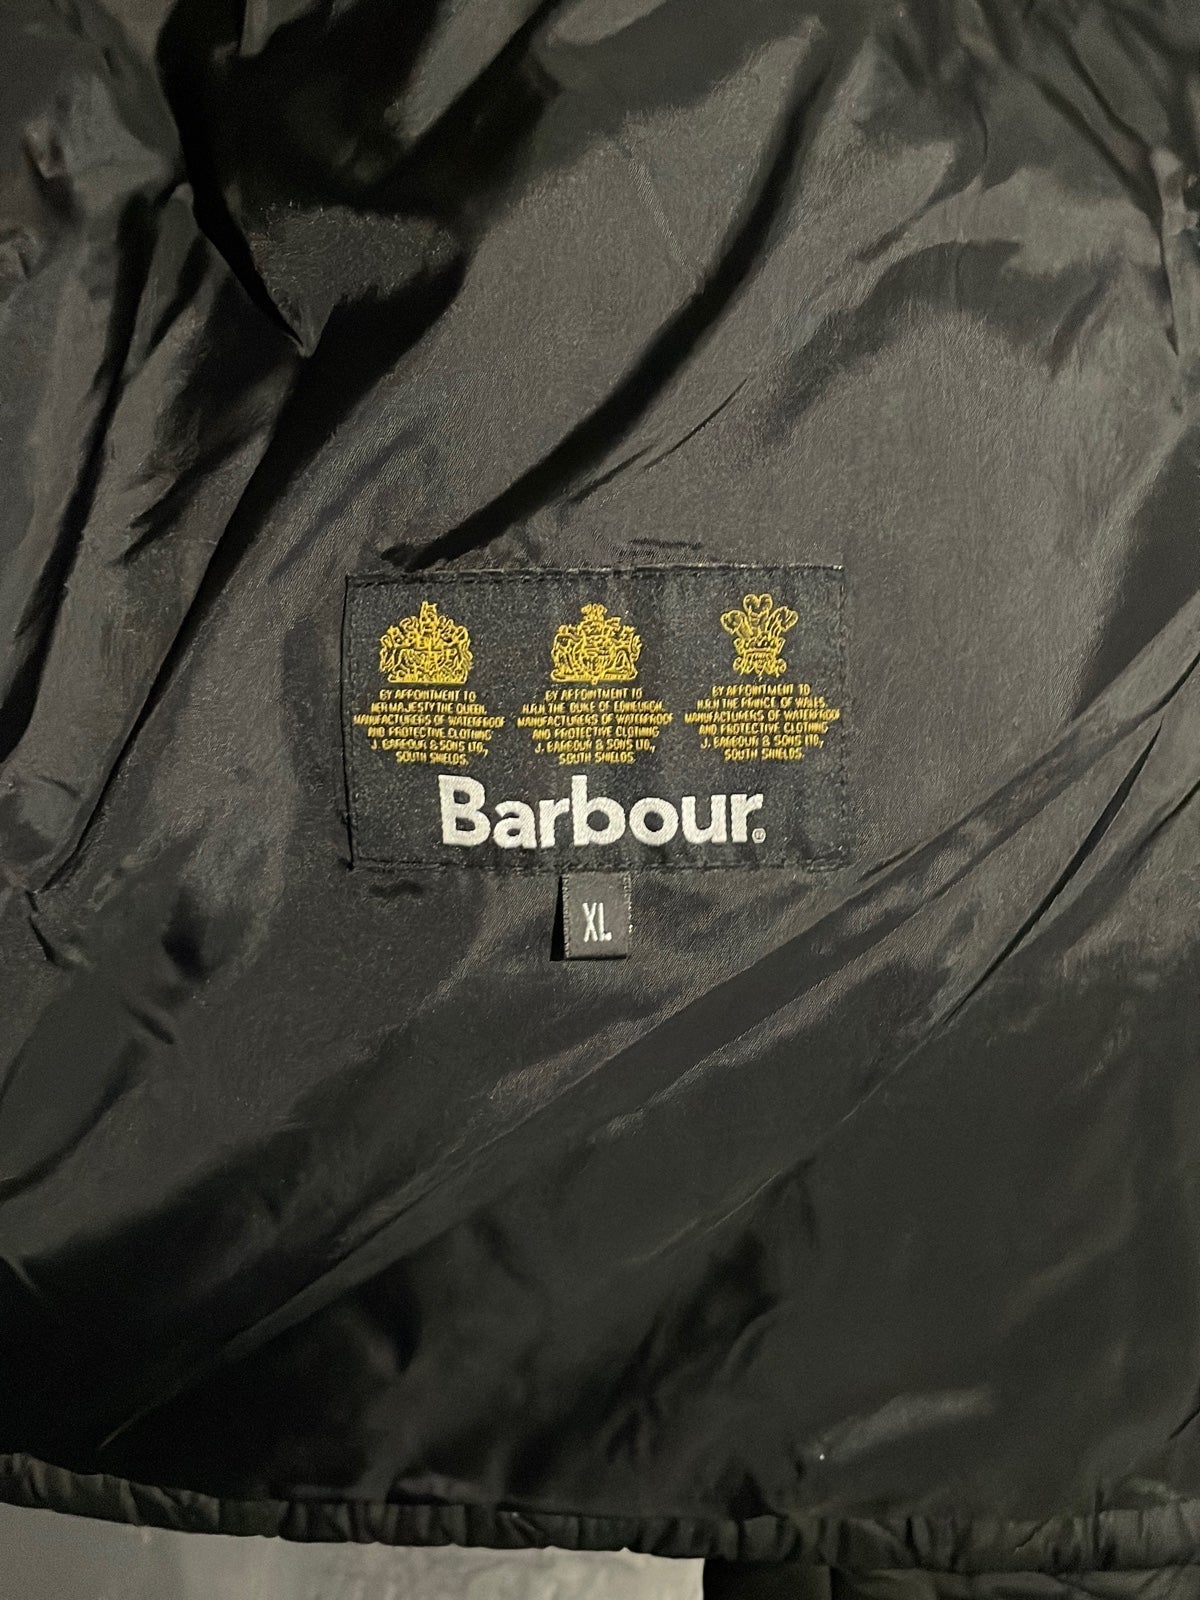 BY APPOINTMENT TO
HER MAJESTY THE QUEEN.
MANUFACTURERS OF WATERPROOF
AND PROTECTIVE CLOTHING
J. BARBOUR & SONS LTD.,
SOUTH SHIELDS.
BY APPOINTMENT TO
H.R.H. THE DUKE OF EDINBURGH.
MANUFACTURERS OF WATERPROOF
AND PROTECTIVE CLOTHING
J. BARBOUR & SONS LTD.,
SOUTH SHIELDS.
BY APPOINTMENT TO
H.R.H THE PRINCE OF WALES.
MANUFACTURERS OF WATERPROOF
AND PROTECTIVE CLOTHING
J. BARBOUR & SONS LTD.,
SOUTH SHIELDS.
Barbour®
XL